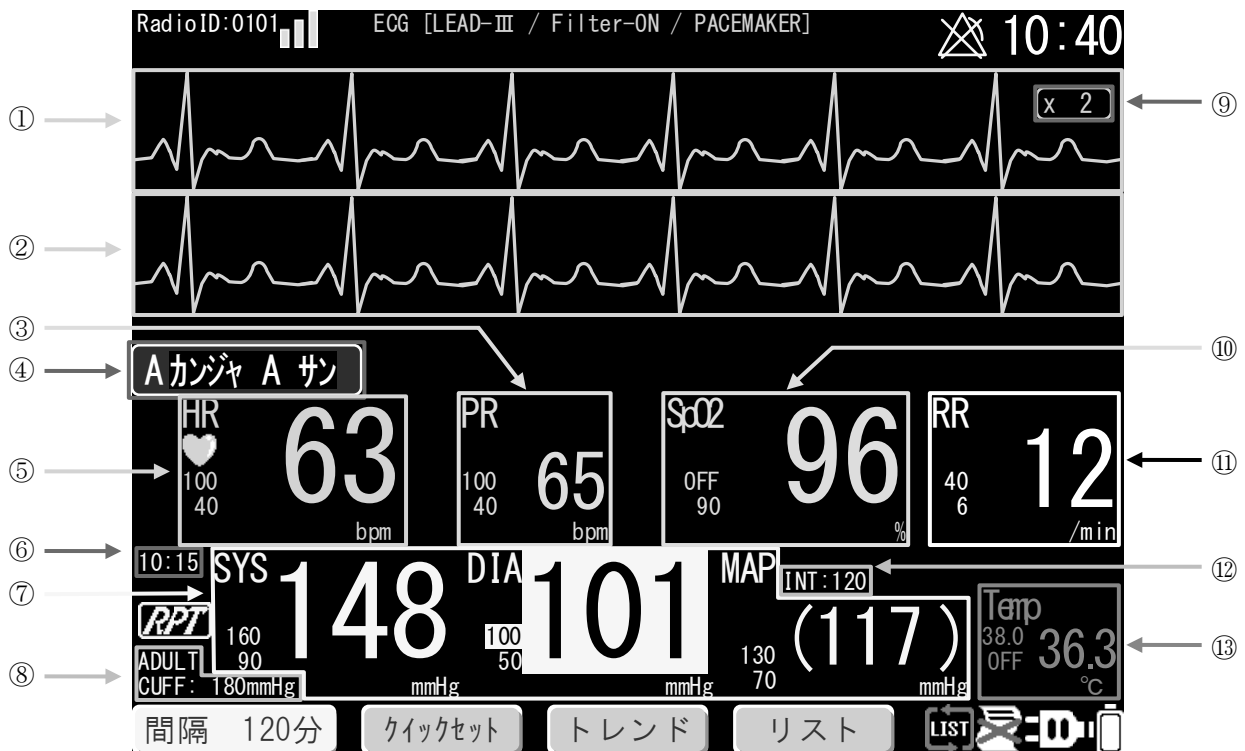 RadioID:0101
ECG [LEAD-Ⅲ / Filter-ON / PACEMAKER]
10:40
①
x 2
⑨
②
③
④
A カンジャ A サン
⑩
HR
63
100
40
bpm
⑤
PR
65
100
40
bpm
SpO2
96
OFF
90
%
RR
12
40
6
/min
⑪
⑥
10:15
⑦
SYS
148
160
90
mmHg
DIA
101
100
50
mmHg
MAP
INT:120
⑫
(117)
130
70
mmHg
RPT
⑧
ADULT
CUFF: 180mmHg
Temp
38.0
OFF
36.3
℃
⑬
間隔 120分
クイックセット
トレンド
リスト
LIST